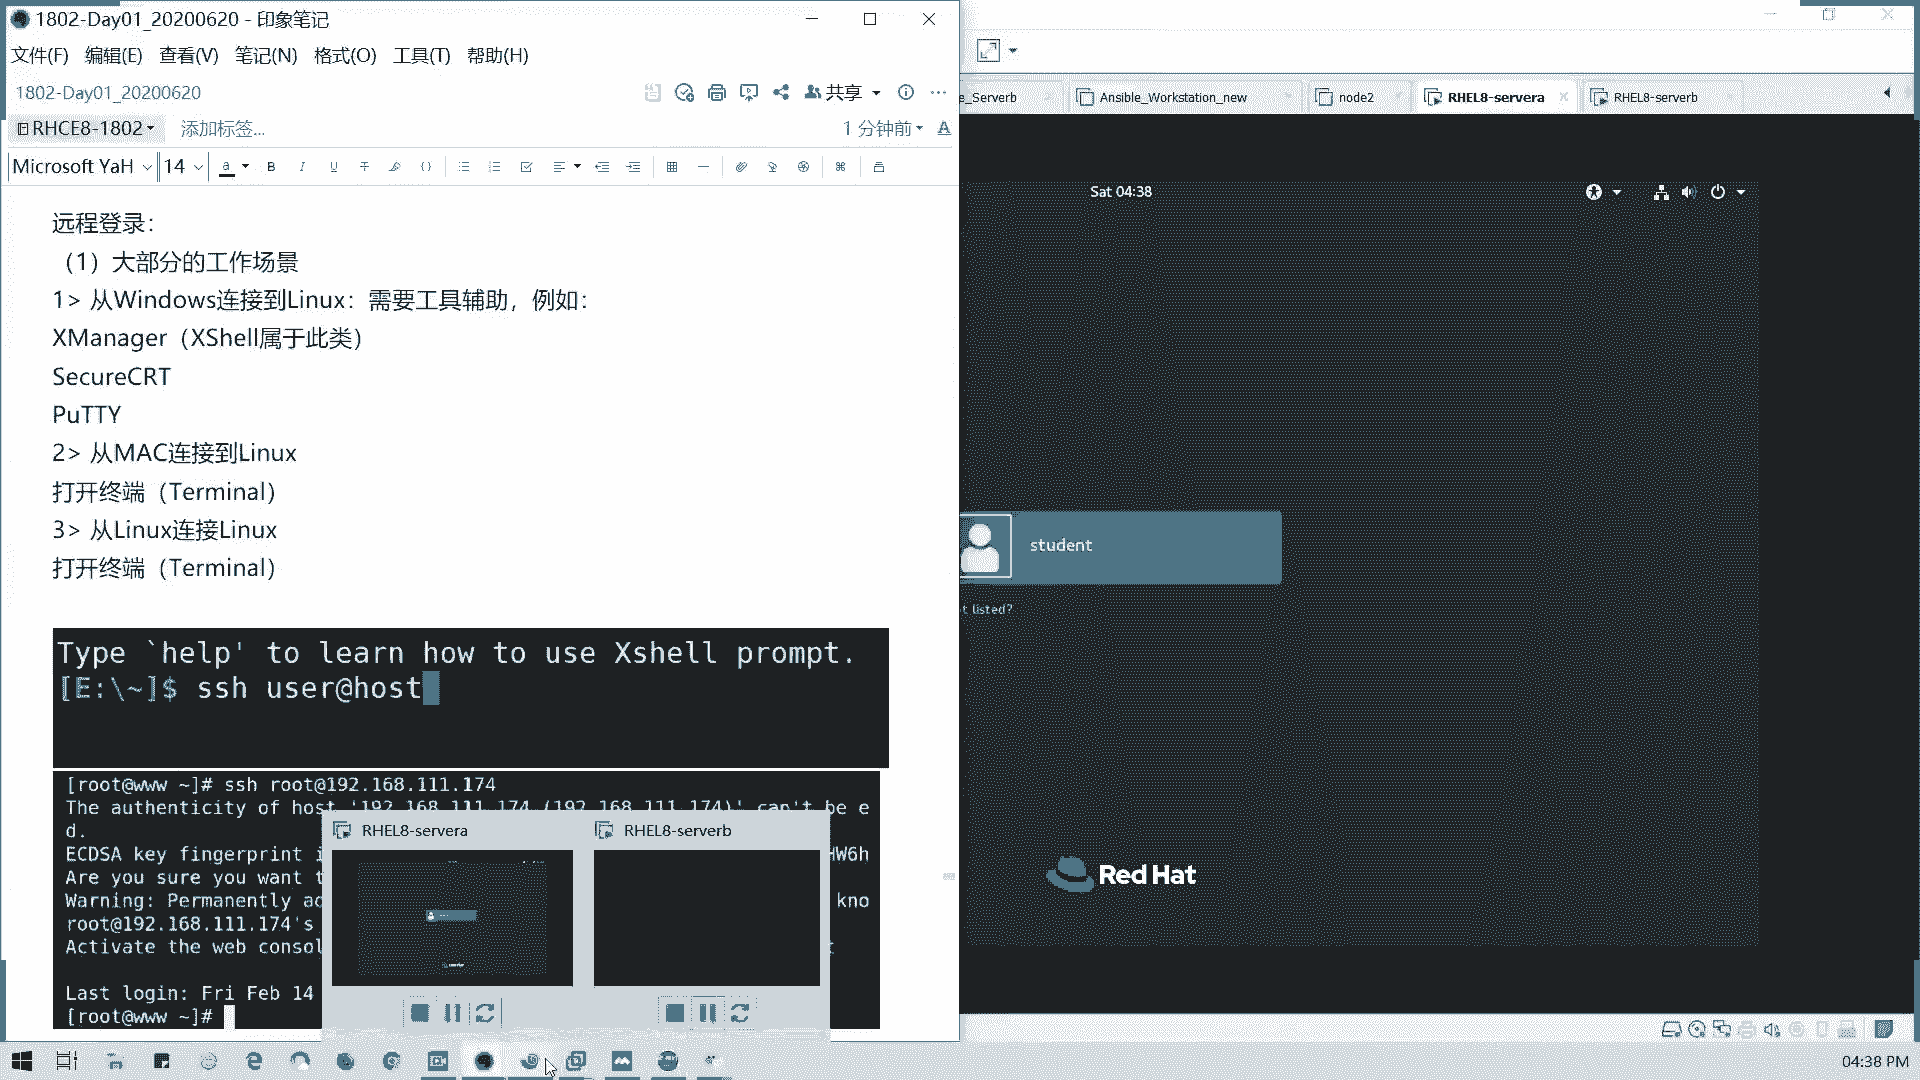 1802-Day01_20200620 - 印象笔记
文件(F) 编辑(E) 查看(V) 笔记(N) 格式(O) 工具(T) 帮助(H)
1802-Day01_20200620
共享
RHCE8-1802
添加标签...
1 分钟前
Microsoft YaH
14
远程登录：
（1）大部分的工作场景
1> 从Windows连接到Linux：需要工具辅助，例如：
XManager（XShell属于此类）
SecureCRT
PuTTY
2> 从MAC连接到Linux
打开终端（Terminal）
3> 从Linux连接Linux
打开终端（Terminal）
Type `help' to learn how to use Xshell prompt.
[E:\~]$ ssh user@host
[root@www ~]# ssh root@192.168.111.174
The authenticity of host '192.168.111.174 (192.168.111.174)' can't be e
d.
ECDSA key fingerprint i
W6h
Are you sure you want t
Warning: Permanently ad
kno
root@192.168.111.174's
Activate the web consol
Last login: Fri Feb 14
[root@www ~]#
RHEL8-servera
RHEL8-serverb
e_Serverb
Ansible_Workstation_new
node2
RHEL8-servera
RHEL8-serverb
Sat 04:38
student
t listed?
Red Hat
04:38 PM